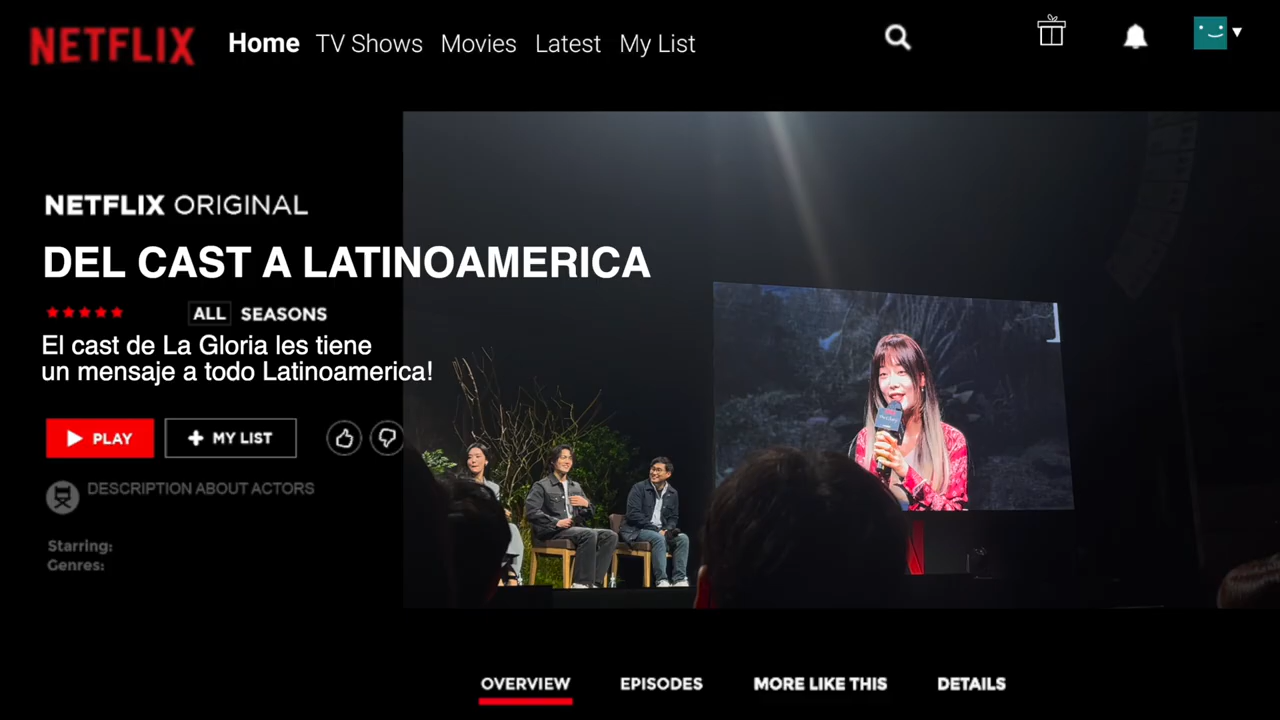 NETFLIX Home TV Shows Movies Latest My List
NETFLIX ORIGINAL
DEL CAST A LATINOAMERICA
ALL SEASONS
El cast de La Gloria les tiene
un mensaje a todo Latinoamerica!
PLAY + MY LIST
DESCRIPTION ABOUT ACTORS
Starring:
Genres:
OVERVIEW EPISODES MORE LIKE THIS DETAILS